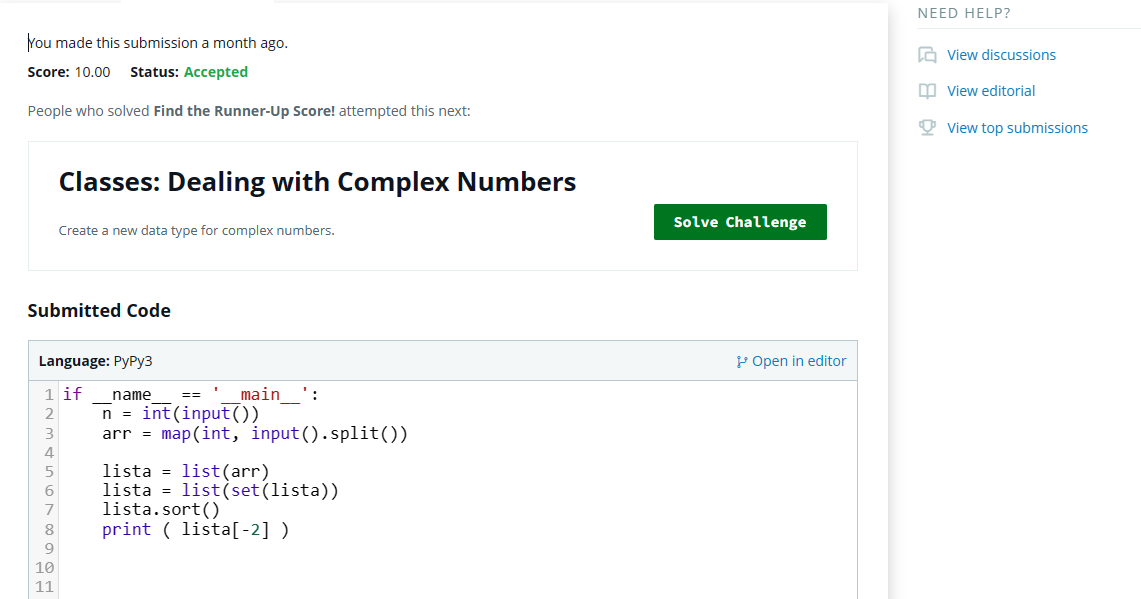 NEED HELP?
You made this submission a month ago.
View discussions
Score: 10.00 Status: Accepted
View editorial
People who solved Find the Runner-Up Score! attempted this next:
View top submissions
Classes: Dealing with Complex Numbers
Solve Challenge
Create a new data type for complex numbers.
Submitted Code
Language: PyPy3
Open in editor
1 if __name__ == '__main__':
2     n = int(input())
3     arr = map(int, input().split())
4
5     lista = list(arr)
6     lista = list(set(lista))
7     lista.sort()
8     print ( lista[-2] )
9
10
11